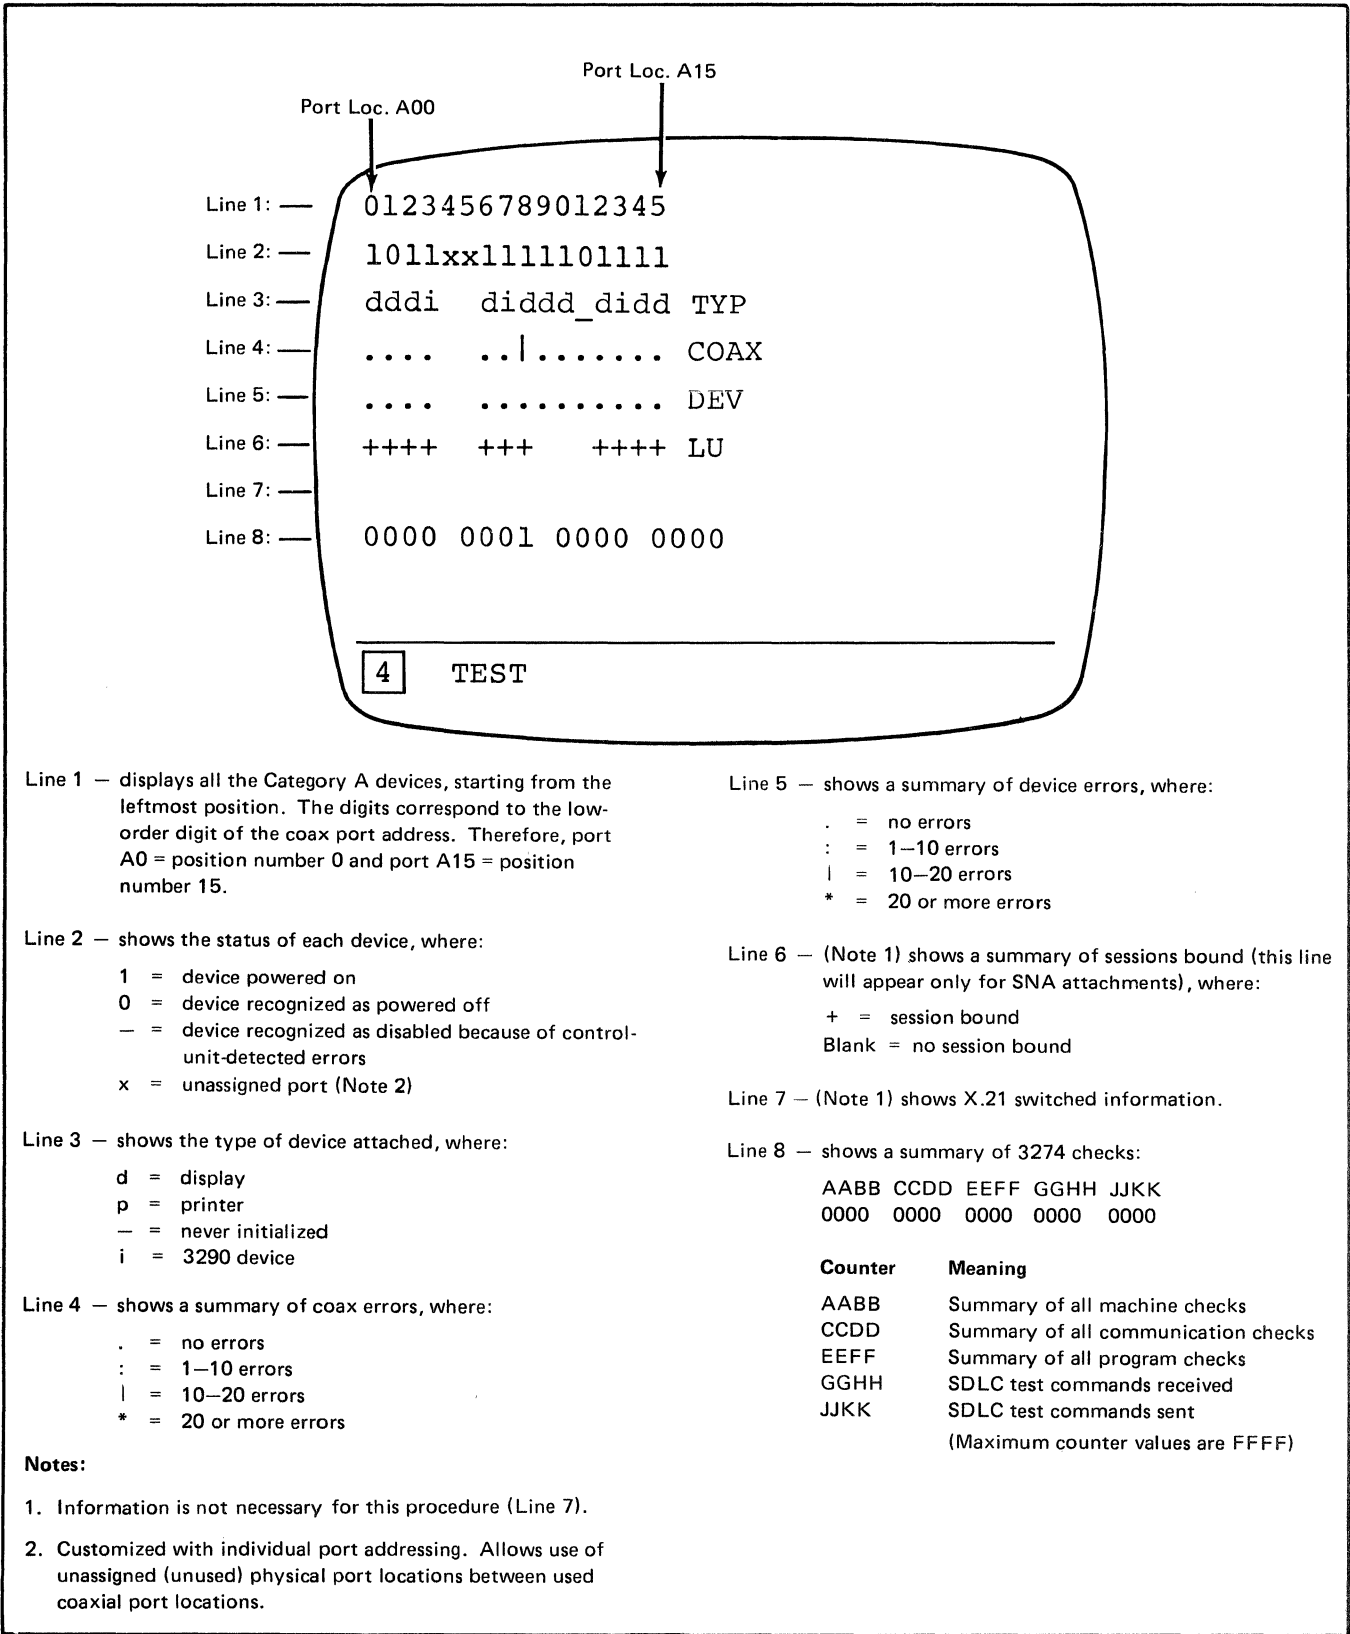 Port Loc. A15
Port Loc. A00
Line 1: — 0123456789012345
Line 2: — 1011xx1111101111
Line 3: — dddi  diddd_didd TYP
Line 4: — ....  ..|....... COAX
Line 5: — ....  .......... DEV
Line 6: — ++++  +++   ++++ LU
Line 7: —
Line 8: — 0000 0001 0000 0000
4 TEST
Line 1 — displays all the Category A devices, starting from the
leftmost position. The digits correspond to the low-
order digit of the coax port address. Therefore, port
A0 = position number 0 and port A15 = position
number 15.
Line 2 — shows the status of each device, where:
1 = device powered on
0 = device recognized as powered off
— = device recognized as disabled because of control-
unit-detected errors
x = unassigned port (Note 2)
Line 3 — shows the type of device attached, where:
d = display
p = printer
— = never initialized
i = 3290 device
Line 4 — shows a summary of coax errors, where:
. = no errors
: = 1—10 errors
| = 10—20 errors
* = 20 or more errors
Notes:
1. Information is not necessary for this procedure (Line 7).
2. Customized with individual port addressing. Allows use of
unassigned (unused) physical port locations between used
coaxial port locations.
Line 5 — shows a summary of device errors, where:
. = no errors
: = 1—10 errors
| = 10—20 errors
* = 20 or more errors
Line 6 — (Note 1) shows a summary of sessions bound (this line
will appear only for SNA attachments), where:
+ = session bound
Blank = no session bound
Line 7 — (Note 1) shows X.21 switched information.
Line 8 — shows a summary of 3274 checks:
AABB CCDD EEFF GGHH JJKK
0000 0000 0000 0000 0000
Counter Meaning
AABB Summary of all machine checks
CCDD Summary of all communication checks
EEFF Summary of all program checks
GGHH SDLC test commands received
JJKK SDLC test commands sent
(Maximum counter values are FFFF)